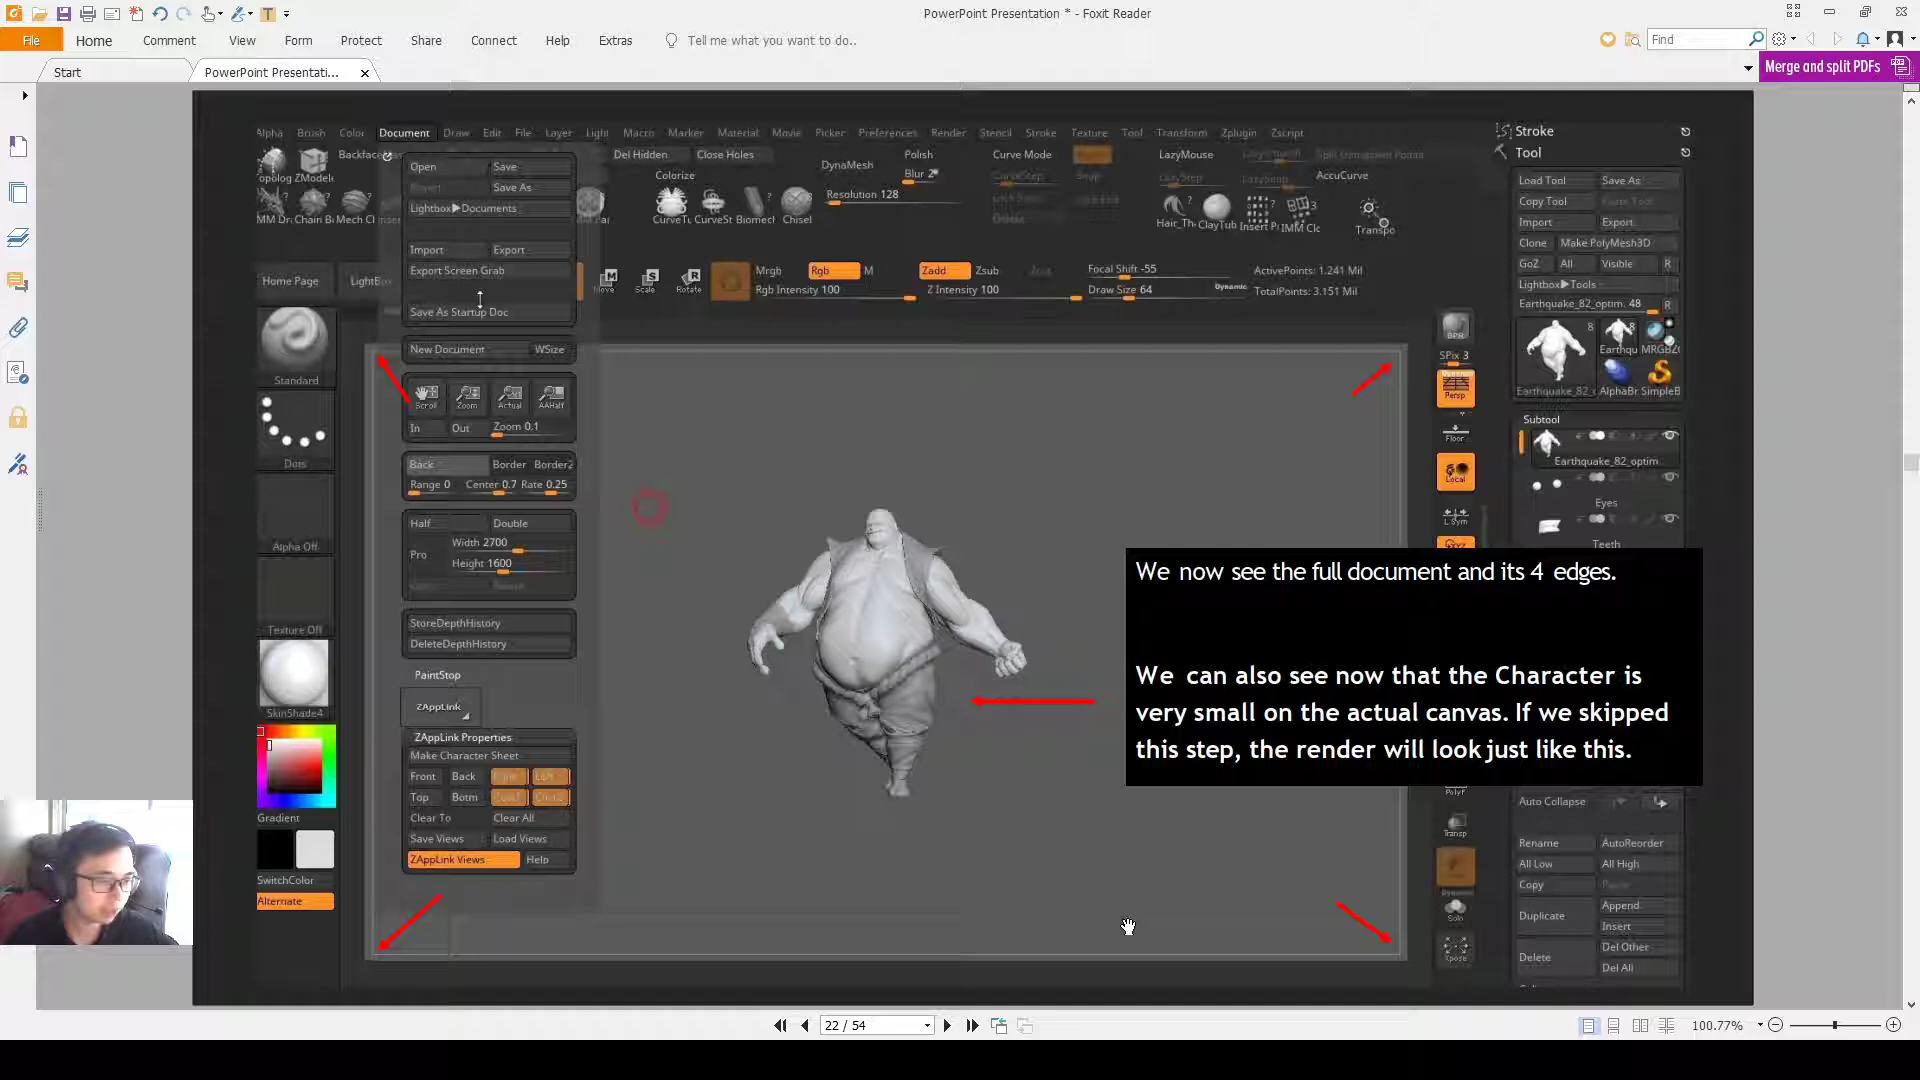 PowerPoint Presentation * - Foxit Reader
File
Home
Comment
View
Form
Protect
Share
Connect
Help
Extras
Tell me what you want to do..
Find
Start
PowerPoint Presentati...
Merge and split PDFs
Alpha Brush Color Document Draw Edit File Layer Light Macro Marker Material Movie Picker Preferences Render Stencil Stroke Texture Tool Transform Zplugin Zscript
Open Save
Save As
Lightbox▶Documents
Import Export
Export Screen Grab
Save As Startup Doc
New Document WSize
Scroll Zoom Actual AAHalf
In Out Zoom 0.1
Back Border Border2
Range 0 Center 0.7 Rate 0.25
Half Double
Pro
Width 2700
Height 1600
StoreDepthHistory
DeleteDepthHistory
PaintStop
ZAppLink
ZAppLink Properties
Make Character Sheet
Front Back
Top Botm
Clear To Clear All
Save Views Load Views
ZAppLink Views Help
Del Hidden Close Holes
Colorize
DynaMesh
Polish
Blur 2
Resolution 128
Curve Mode
LazyMouse
AccuCurve
Biomech
Chisel
ClayTub
Transpo
Home Page
Move Scale Rotate
Mrgb Rgb M
Rgb Intensity 100
Zadd Zsub
Z Intensity 100
Focal Shift -55
Draw Size 64
Dynamic
ActivePoints: 1.241 Mil
TotalPoints: 3.151 Mil
Standard
Dots
Alpha Off
Texture Off
SkinShade4
Gradient
SwitchColor
Alternate
BPR
SPix 3
Persp
Floor
Local
L.Sym
PolyF
Transp
Dynamic
Solo
Xpose
Stroke
Tool
Load Tool Save As
Copy Tool
Import Export
Clone Make PolyMesh3D
GoZ All Visible R
Lightbox▶Tools
Earthquake_82_optim. 48 R
8
8
Earthqu
AlphaBr SimpleB
Subtool
Earthquake_82_optim
Eyes
Teeth
We now see the full document and its 4 edges.
We can also see now that the Character is
very small on the actual canvas. If we skipped
this step, the render will look just like this.
Auto Collapse
Rename AutoReorder
All Low All High
Copy
Duplicate Append
Insert
Delete Del Other
Del All
22 / 54
100.77%